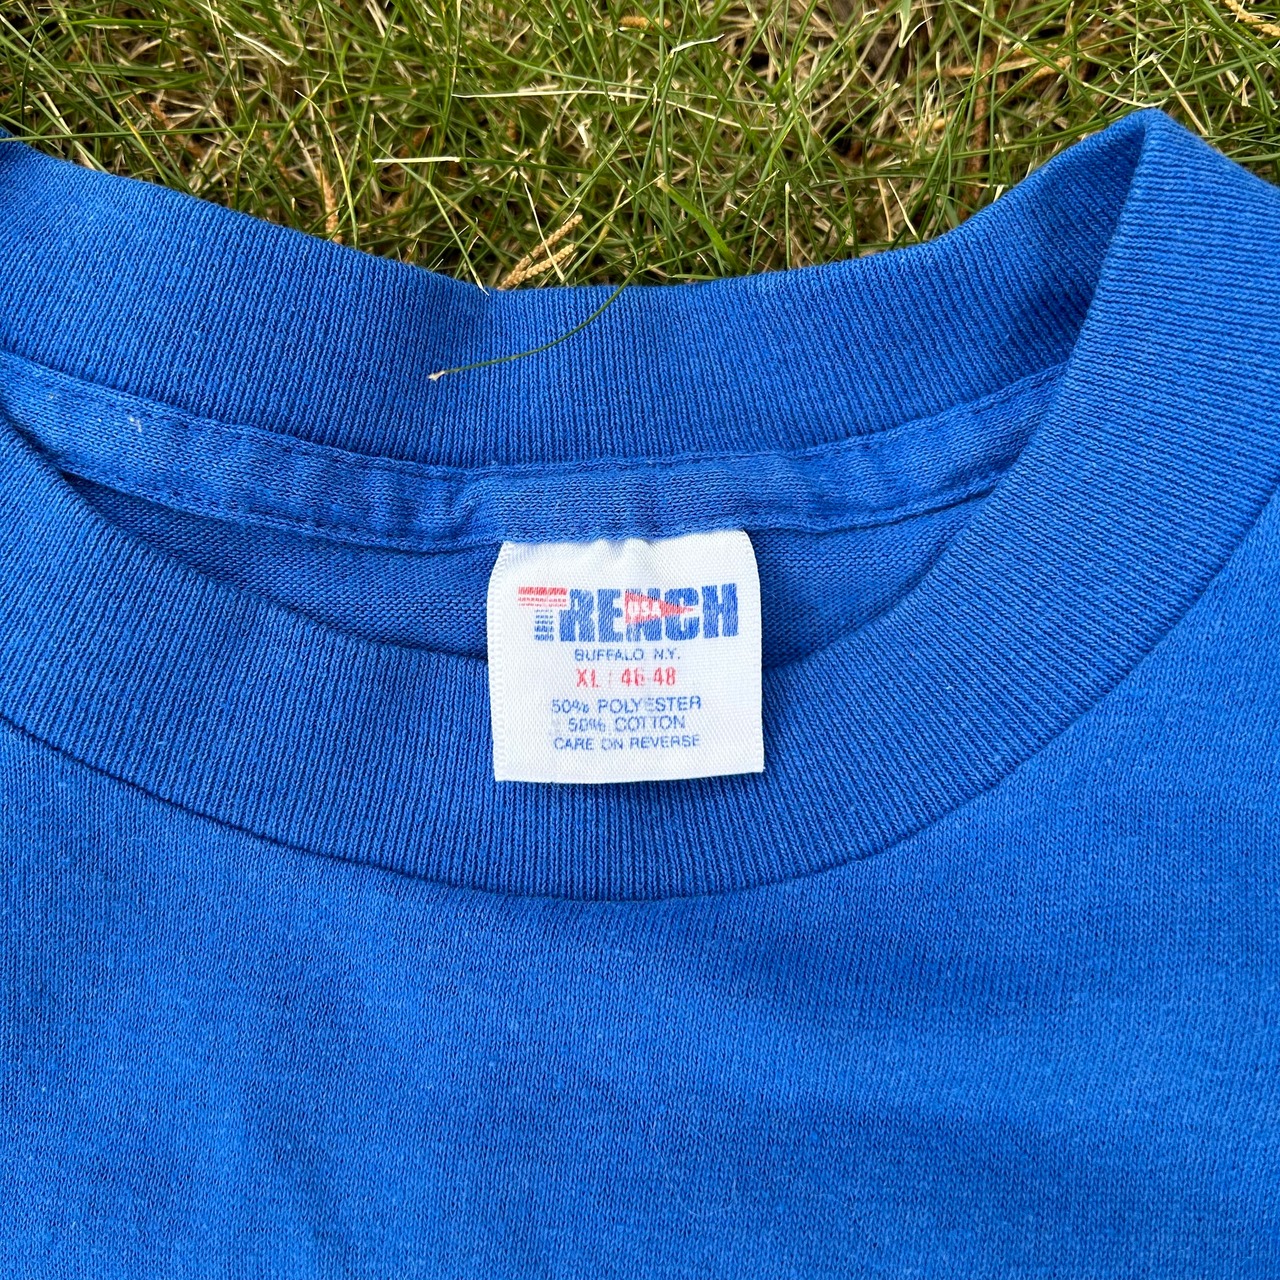 TRENCH
USA
BUFFALO N.Y.
XL 46-48
50% POLYESTER
50% COTTON
CARE ON REVERSE